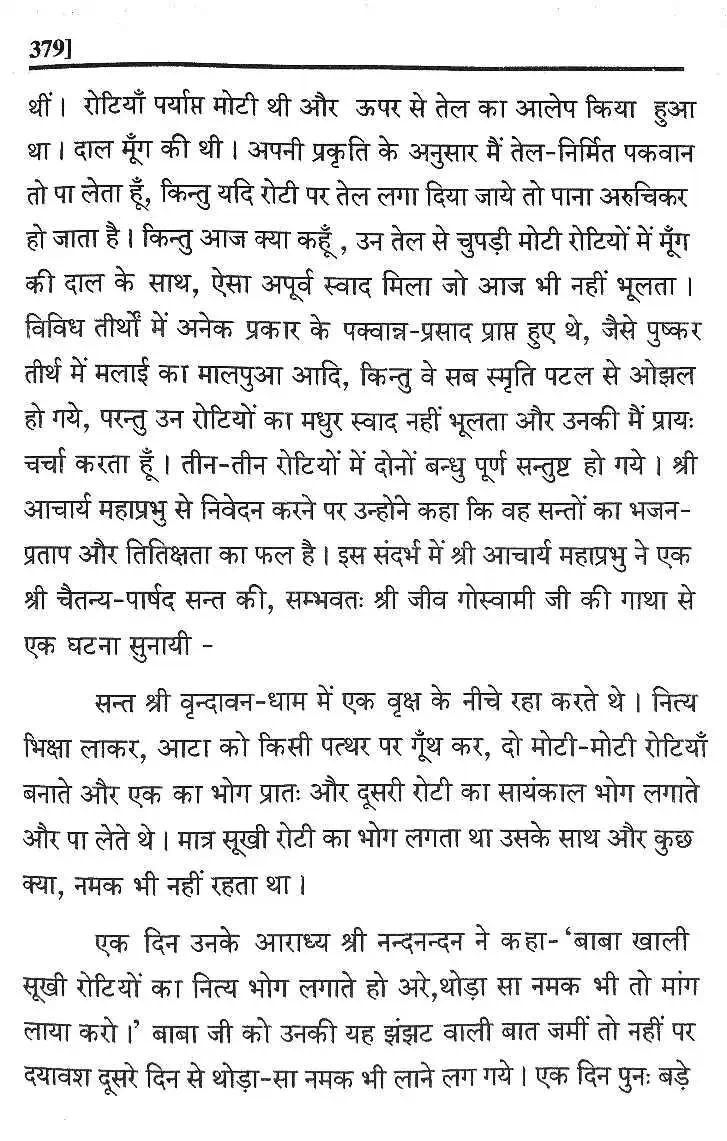 379]
थीं। रोटियाँ पर्याप्त मोटी थी और ऊपर से तेल का आलेप किया हुआ
था। दाल मूँग की थी। अपनी प्रकृति के अनुसार मैं तेल-निर्मित पकवान
तो पा लेता हूँ, किन्तु यदि रोटी पर तेल लगा दिया जाये तो पाना अरुचिकर
हो जाता है। किन्तु आज क्या कहूँ , उन तेल से चुपड़ी मोटी रोटियों में मूँग
की दाल के साथ, ऐसा अपूर्व स्वाद मिला जो आज भी नहीं भूलता ।
विविध तीर्थों में अनेक प्रकार के पक्वान्न-प्रसाद प्राप्त हुए थे, जैसे पुष्कर
तीर्थ में मलाई का मालपुआ आदि, किन्तु वे सब स्मृति पटल से ओझल
हो गये, परन्तु उन रोटियों का मधुर स्वाद नहीं भूलता और उनकी मैं प्रायः
चर्चा करता हूँ । तीन-तीन रोटियों में दोनों बन्धु पूर्ण सन्तुष्ट हो गये । श्री
आचार्य महाप्रभु से निवेदन करने पर उन्होने कहा कि वह सन्तों का भजन-
प्रताप और तितिक्षता का फल है। इस संदर्भ में श्री आचार्य महाप्रभु ने एक
श्री चैतन्य-पार्षद सन्त की, सम्भवतः श्री जीव गोस्वामी जी की गाथा से
एक घटना सुनायी -
सन्त श्री वृन्दावन-धाम में एक वृक्ष के नीचे रहा करते थे । नित्य
भिक्षा लाकर, आटा को किसी पत्थर पर गूँथ कर, दो मोटी-मोटी रोटियाँ
बनाते और एक का भोग प्रातः और दूसरी रोटी का सायंकाल भोग लगाते
और पा लेते थे । मात्र सूखी रोटी का भोग लगता था उसके साथ और कुछ
क्या, नमक भी नहीं रहता था ।
एक दिन उनके आराध्य श्री नन्दनन्दन ने कहा- ‘बाबा खाली
सूखी रोटियों का नित्य भोग लगाते हो अरे,थोड़ा सा नमक भी तो मांग
लाया करो ।’ बाबा जी को उनकी यह झंझट वाली बात जमीं तो नहीं पर
दयावश दूसरे दिन से थोड़ा-सा नमक भी लाने लग गये । एक दिन पुनः बड़े